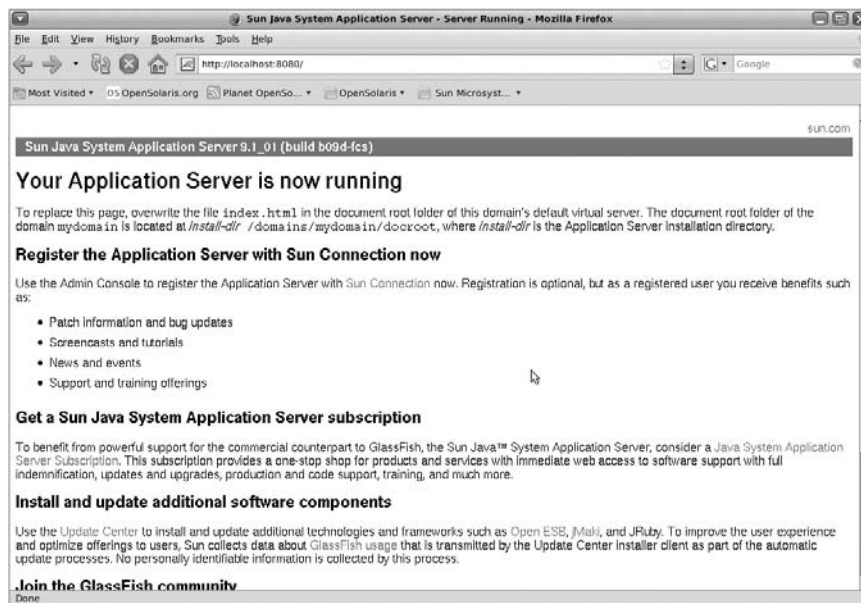 Sun Java System Application Server - Server Running - Mozilla Firefox
File Edit View History Bookmarks Tools Help
http://localhost:8080/
Google
Most Visited OpenSolaris.org Planet OpenSo... OpenSolaris Sun Microsyst...
sun.com
Sun Java System Application Server 9.1_01 (build b09d-fcs)
Your Application Server is now running
To replace this page, overwrite the file index.html in the document root folder of this domain's default virtual server. The document root folder of the
domain mydomain is located at install-dir /domains/mydomain/docroot, where install-dir is the Application Server installation directory.
Register the Application Server with Sun Connection now
Use the Admin Console to register the Application Server with Sun Connection now. Registration is optional, but as a registered user you receive benefits such
as:
• Patch information and bug updates
• Screencasts and tutorials
• News and events
• Support and training offerings
Get a Sun Java System Application Server subscription
To benefit from powerful support for the commercial counterpart to GlassFish, the Sun Java™ System Application Server, consider a Java System Application
Server Subscription. This subscription provides a one-stop shop for products and services with immediate web access to software support with full
indemnification, updates and upgrades, production and code support, training, and much more.
Install and update additional software components
Use the Update Center to install and update additional technologies and frameworks such as Open ESB, jMaki, and JRuby. To improve the user experience
and optimize offerings to users, Sun collects data about GlassFish usage that is transmitted by the Update Center installer client as part of the automatic
update processes. No personally identifiable information is collected by this process.
Join the GlassFish community
Done